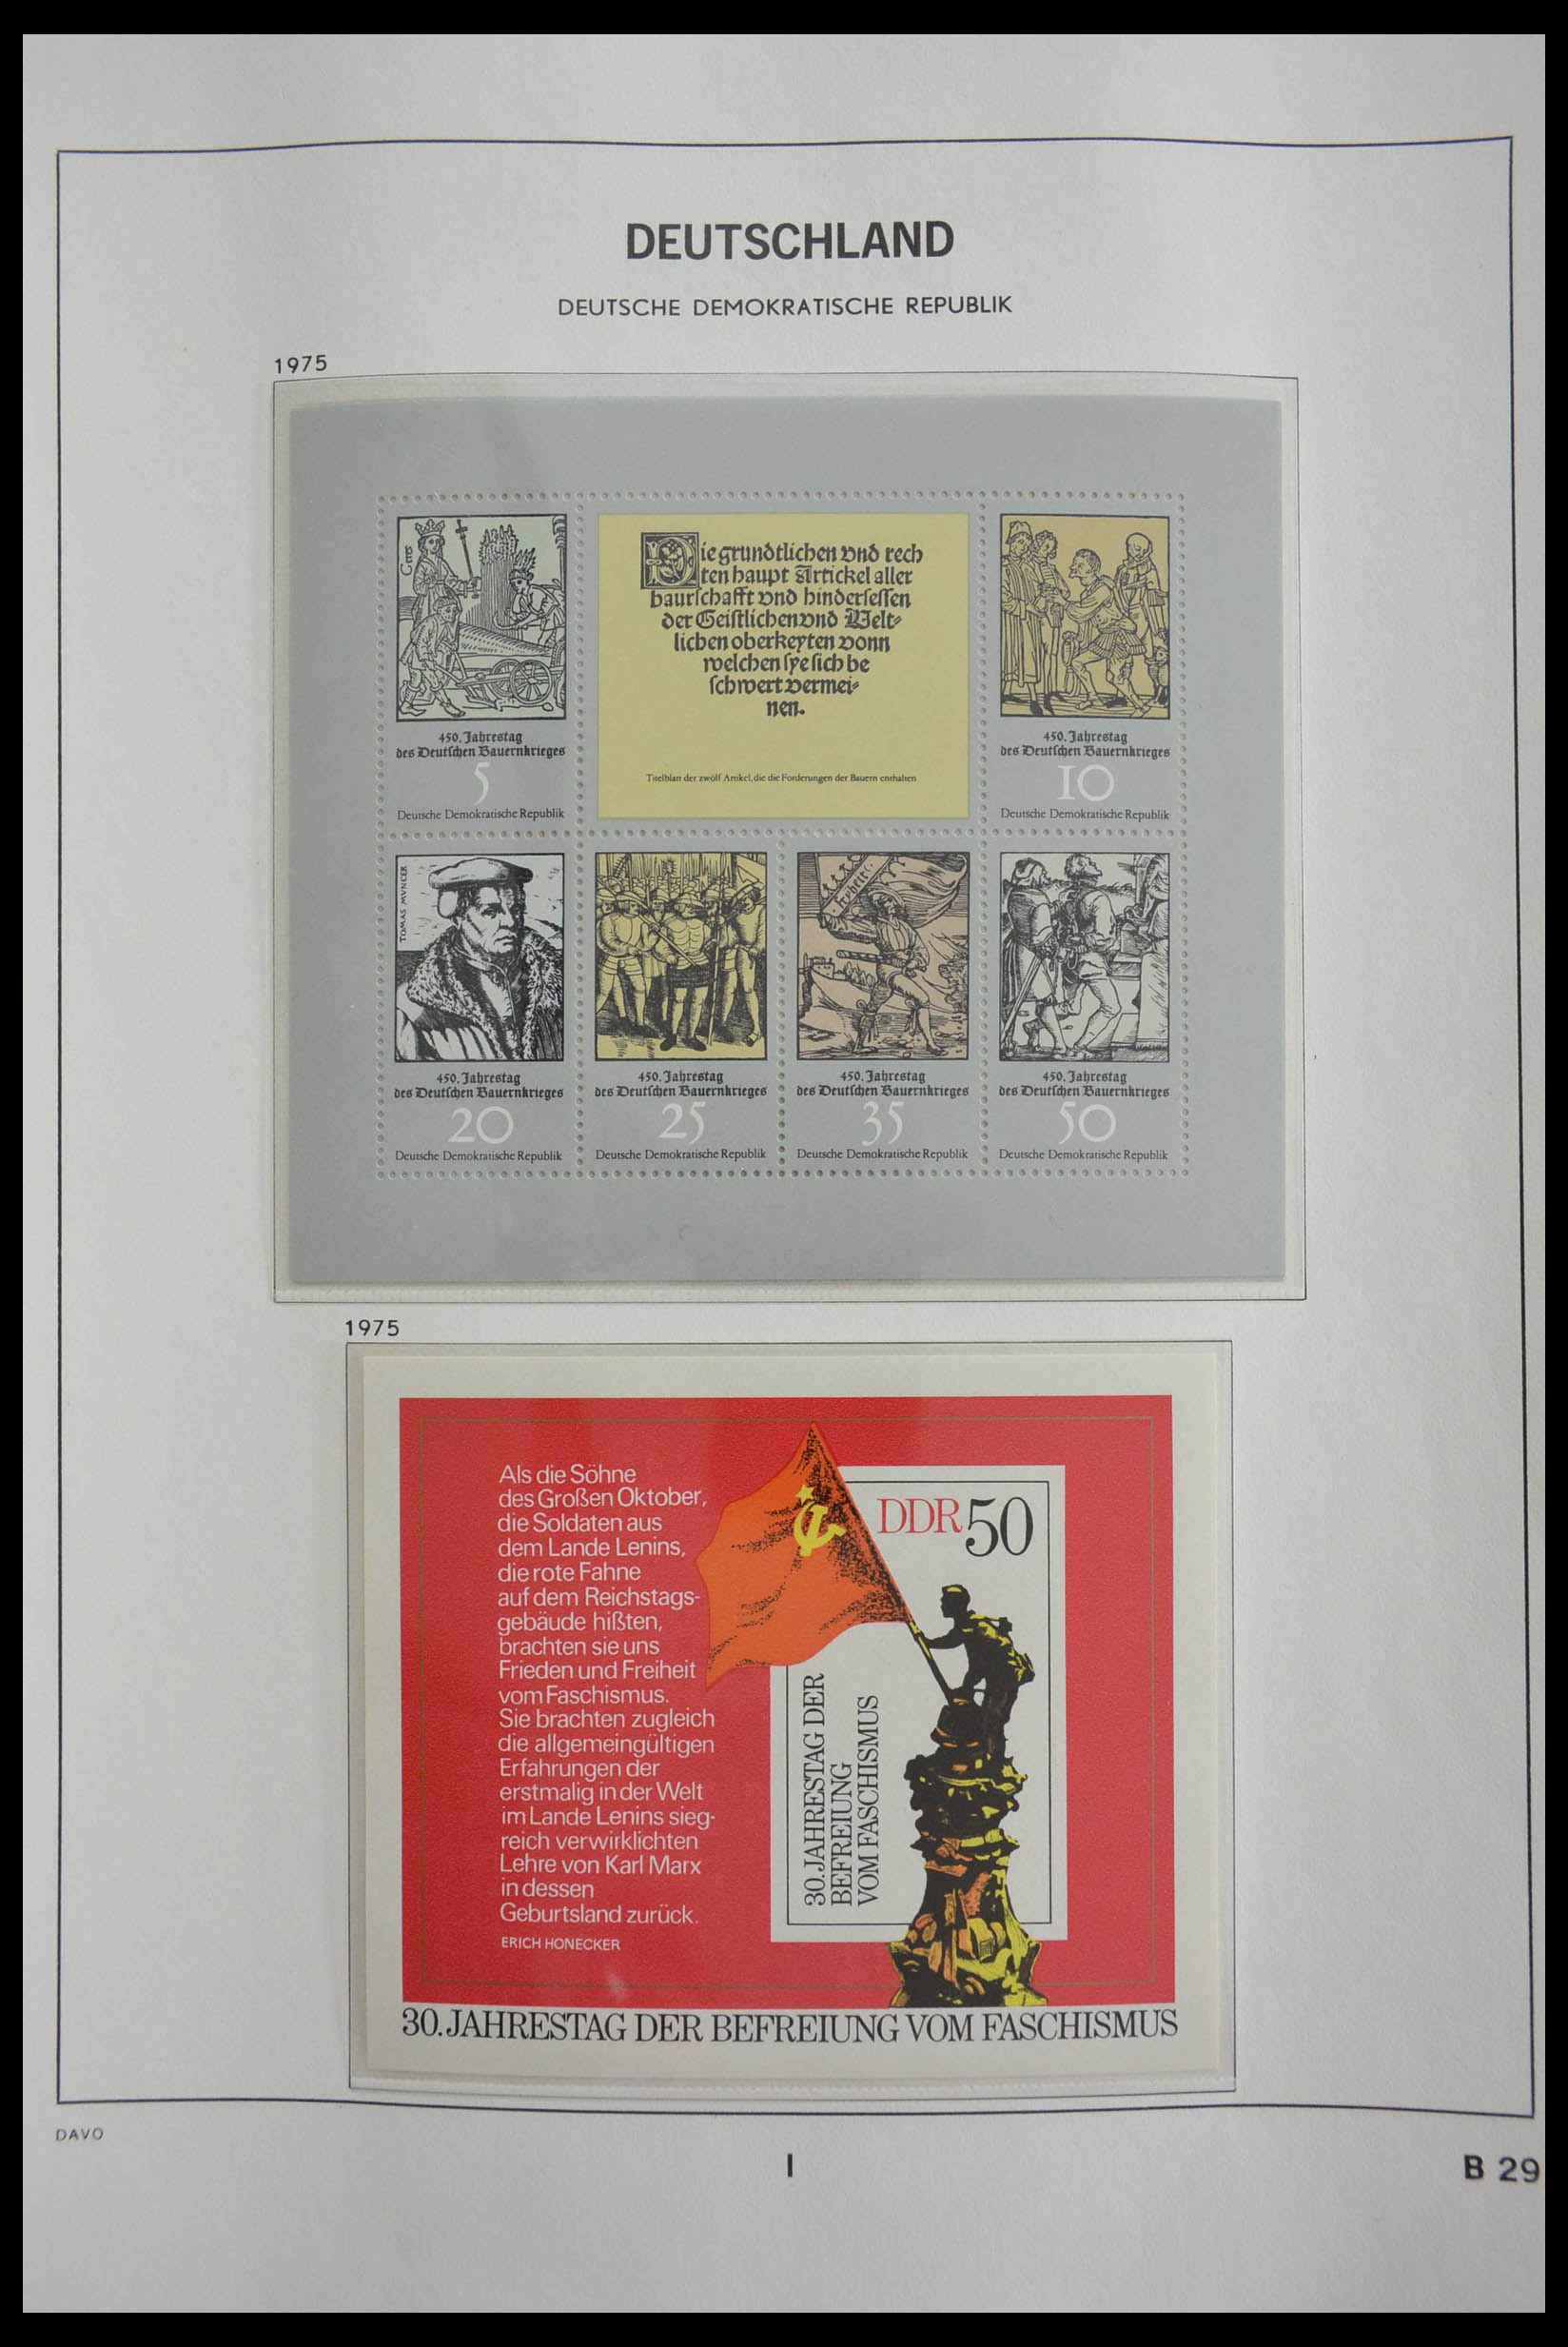 DEUTSCHLAND
DEUTSCHE DEMOKRATISCHE REPUBLIK
1975
Ceres
450. Jahrestag
des Deutſchen Bauernkrieges
5
Deutsche Demokratische Republik
Die grundtlichen vnd rech
ten haupt Artickel aller
baurſchafft vnd hinderſeſſen
der Geiſtlichen vnd Welt⸗
lichen oberkeyten vonn
welchen ſye ſich be
ſchwert vermei⸗
nen.
Titelblatt der zwölf Artikel, die die Forderungen der Bauern enthalten
450. Jahrestag
des Deutſchen Bauernkrieges
10
Deutsche Demokratische Republik
TOMAS MVNCER
450. Jahrestag
des Deutſchen Bauernkrieges
20
Deutsche Demokratische Republik
450. Jahrestag
des Deutſchen Bauernkrieges
25
Deutsche Demokratische Republik
450. Jahrestag
des Deutſchen Bauernkrieges
35
Deutsche Demokratische Republik
450. Jahrestag
des Deutſchen Bauernkrieges
50
Deutsche Demokratische Republik
1975
Als die Söhne
des Großen Oktober,
die Soldaten aus
dem Lande Lenins,
die rote Fahne
auf dem Reichstags-
gebäude hißten,
brachten sie uns
Frieden und Freiheit
vom Faschismus.
Sie brachten zugleich
die allgemeingültigen
Erfahrungen der
erstmalig in der Welt
im Lande Lenins sieg-
reich verwirklichten
Lehre von Karl Marx
in dessen
Geburtsland zurück.
ERICH HONECKER
DDR 50
30. JAHRESTAG DER
BEFREIUNG
VOM FASCHISMUS
30. JAHRESTAG DER BEFREIUNG VOM FASCHISMUS
DAVO
I
B 29